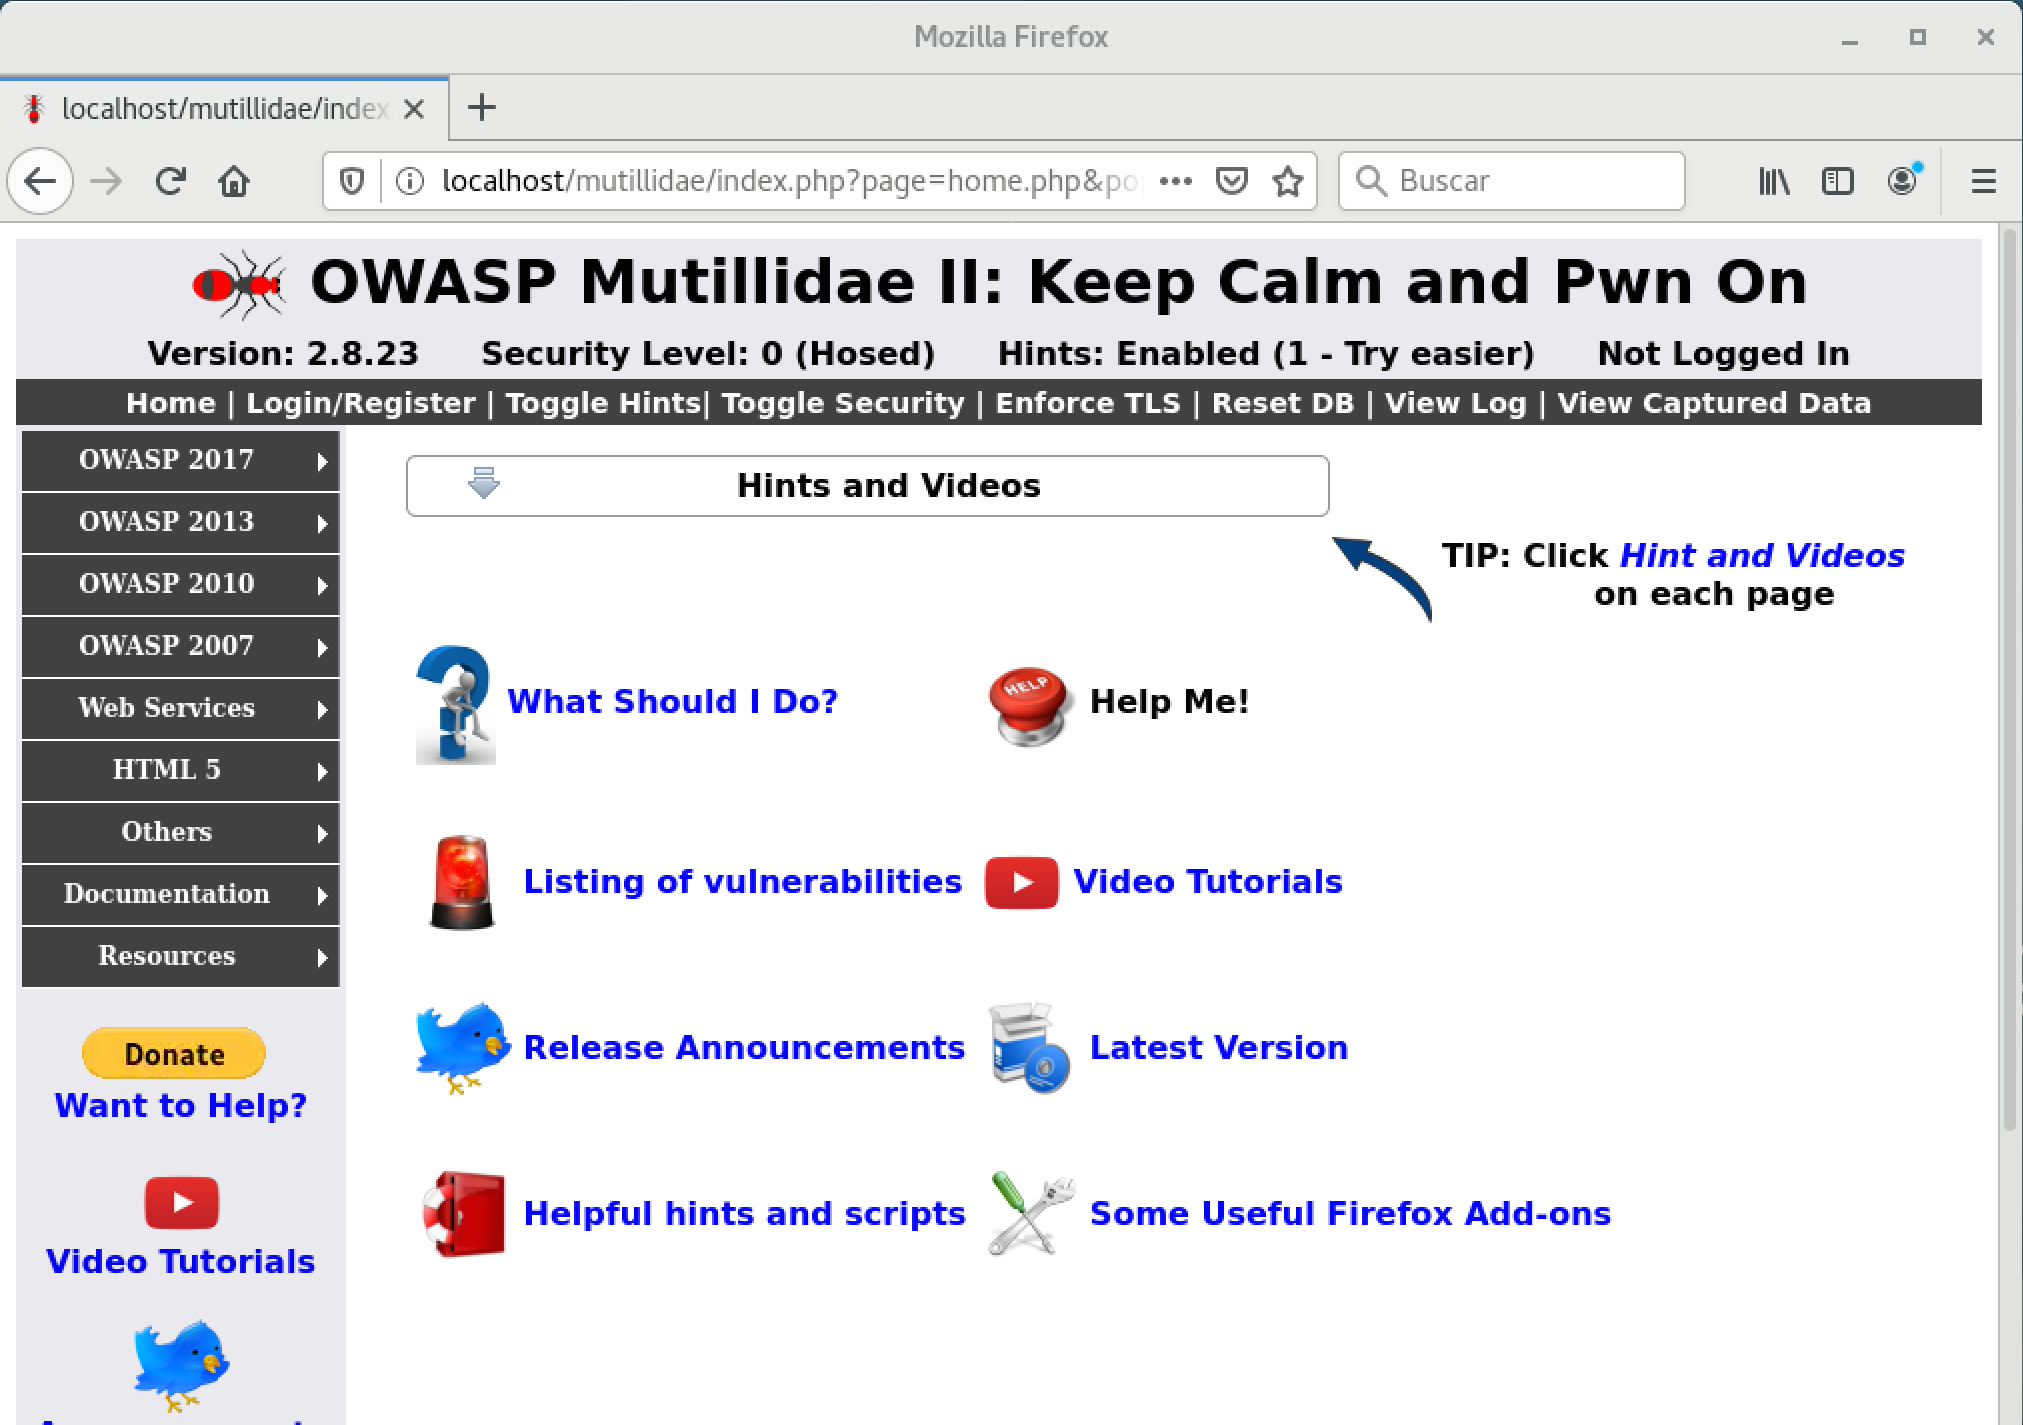 Mozilla Firefox
localhost/mutillidae/index
localhost/mutillidae/index.php?page=home.php&po
Buscar
OWASP Mutillidae II: Keep Calm and Pwn On
Version: 2.8.23 Security Level: 0 (Hosed) Hints: Enabled (1 - Try easier) Not Logged In
Home | Login/Register | Toggle Hints| Toggle Security | Enforce TLS | Reset DB | View Log | View Captured Data
OWASP 2017
OWASP 2013
OWASP 2010
OWASP 2007
Web Services
HTML 5
Others
Documentation
Resources
Donate
Want to Help?
Video Tutorials
Hints and Videos
TIP: Click Hint and Videos
on each page
What Should I Do?
HELP
Help Me!
Listing of vulnerabilities
Video Tutorials
Release Announcements
Latest Version
Helpful hints and scripts
Some Useful Firefox Add-ons